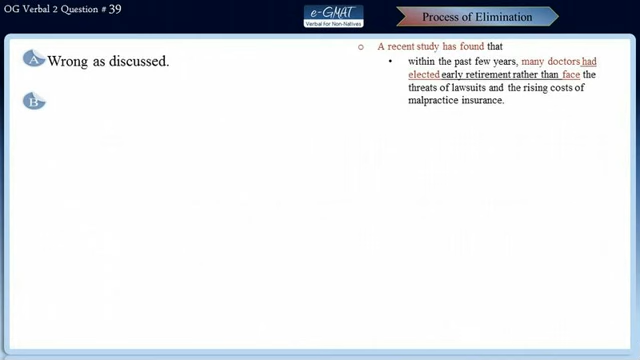 OG Verbal 2 Question # 39
e-GMAT
Verbal for Non-Natives
Process of Elimination
A Wrong as discussed.
B
A recent study has found that
within the past few years, many doctors had
elected early retirement rather than face the
threats of lawsuits and the rising costs of
malpractice insurance.